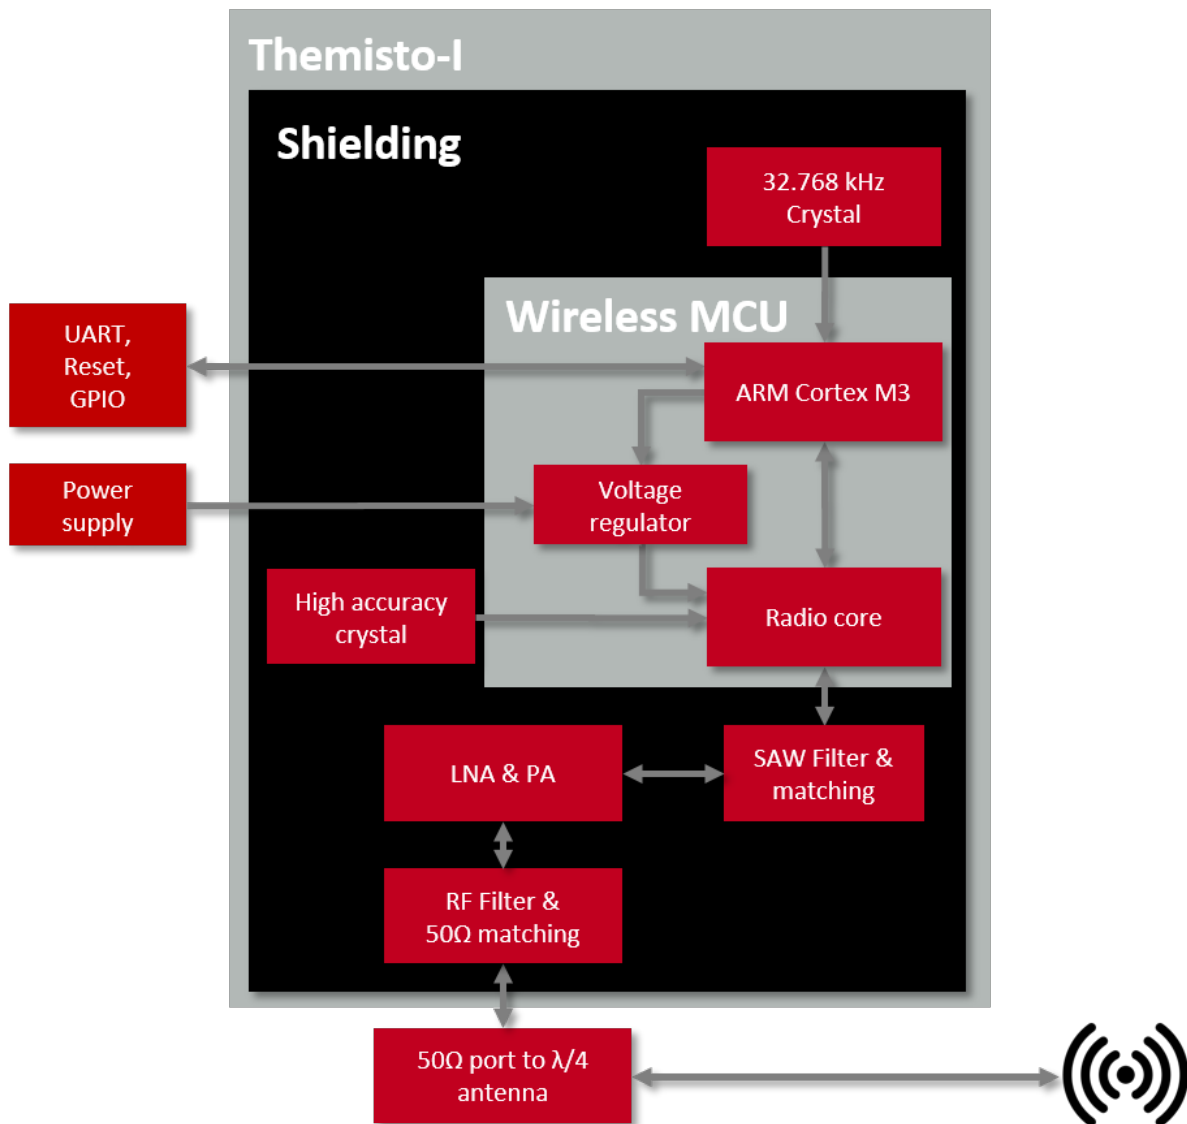 Themisto-I
Shielding
32.768 kHz
Crystal
Wireless MCU
UART,
Reset,
GPIO
ARM Cortex M3
Power
supply
Voltage
regulator
High accuracy
crystal
Radio core
LNA & PA
SAW Filter &
matching
RF Filter &
50Ω matching
50Ω port to λ/4
antenna